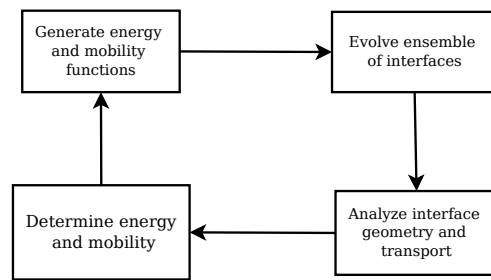 Generate energy
and mobility
functions
Evolve ensemble
of interfaces
Analyze interface
geometry and
transport
Determine energy
and mobility